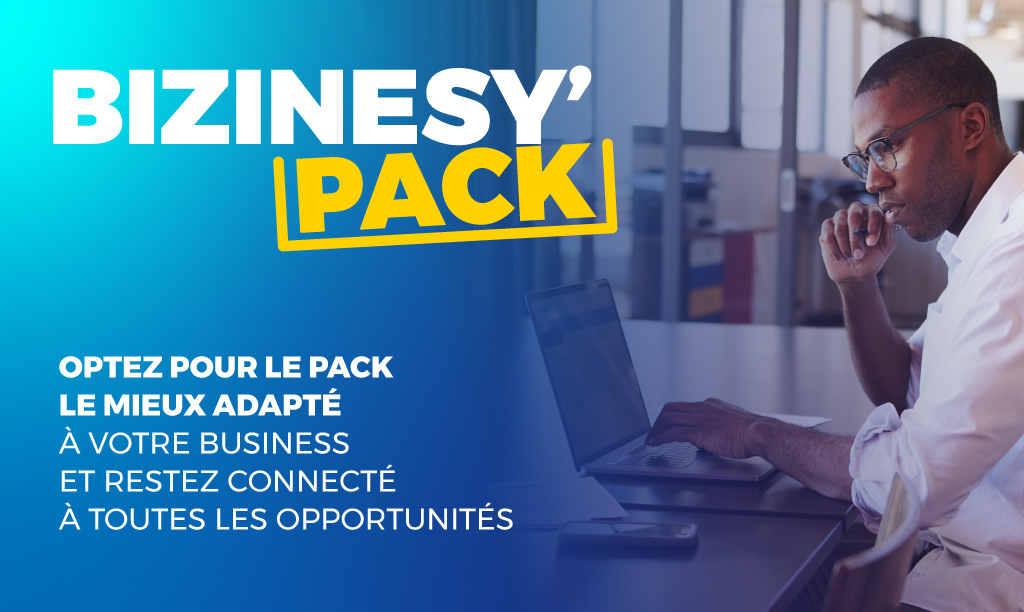 BIZINESY’
PACK
OPTEZ POUR LE PACK
LE MIEUX ADAPTÉ
À VOTRE BUSINESS
ET RESTEZ CONNECTÉ
À TOUTES LES OPPORTUNITÉS